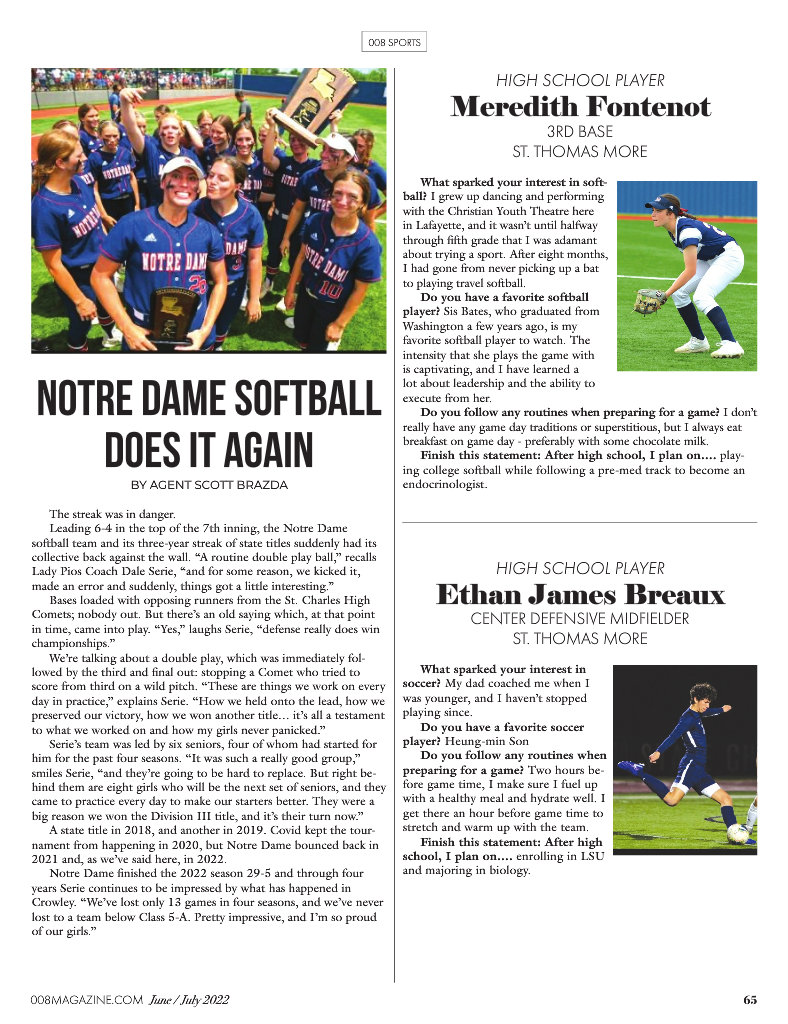 008 SPORTS
NOTRE DAME
NOTRE DAME
NOTRE DAM
28
3
10
NOTRE DAME SOFTBALL
DOES IT AGAIN
BY AGENT SCOTT BRAZDA
The streak was in danger.
Leading 6-4 in the top of the 7th inning, the Notre Dame
softball team and its three-year streak of state titles suddenly had its
collective back against the wall. “A routine double play ball,” recalls
Lady Pios Coach Dale Serie, “and for some reason, we kicked it,
made an error and suddenly, things got a little interesting.”
Bases loaded with opposing runners from the St. Charles High
Comets; nobody out. But there’s an old saying which, at that point
in time, came into play. “Yes,” laughs Serie, “defense really does win
championships.”
We’re talking about a double play, which was immediately fol-
lowed by the third and final out: stopping a Comet who tried to
score from third on a wild pitch. “These are things we work on every
day in practice,” explains Serie. “How we held onto the lead, how we
preserved our victory, how we won another title… it’s all a testament
to what we worked on and how my girls never panicked.”
Serie’s team was led by six seniors, four of whom had started for
him for the past four seasons. “It was such a really good group,”
smiles Serie, “and they’re going to be hard to replace. But right be-
hind them are eight girls who will be the next set of seniors, and they
came to practice every day to make our starters better. They were a
big reason we won the Division III title, and it’s their turn now.”
A state title in 2018, and another in 2019. Covid kept the tour-
nament from happening in 2020, but Notre Dame bounced back in
2021 and, as we’ve said here, in 2022.
Notre Dame finished the 2022 season 29-5 and through four
years Serie continues to be impressed by what has happened in
Crowley. “We’ve lost only 13 games in four seasons, and we’ve never
lost to a team below Class 5-A. Pretty impressive, and I’m so proud
of our girls.”
HIGH SCHOOL PLAYER
Meredith Fontenot
3RD BASE
ST. THOMAS MORE
What sparked your interest in soft-
ball? I grew up dancing and performing
with the Christian Youth Theatre here
in Lafayette, and it wasn’t until halfway
through fifth grade that I was adamant
about trying a sport. After eight months,
I had gone from never picking up a bat
to playing travel softball.
Do you have a favorite softball
player? Sis Bates, who graduated from
Washington a few years ago, is my
favorite softball player to watch. The
intensity that she plays the game with
is captivating, and I have learned a
lot about leadership and the ability to
execute from her.
Do you follow any routines when preparing for a game? I don’t
really have any game day traditions or superstitious, but I always eat
breakfast on game day - preferably with some chocolate milk.
Finish this statement: After high school, I plan on…. play-
ing college softball while following a pre-med track to become an
endocrinologist.
HIGH SCHOOL PLAYER
Ethan James Breaux
CENTER DEFENSIVE MIDFIELDER
ST. THOMAS MORE
What sparked your interest in
soccer? My dad coached me when I
was younger, and I haven’t stopped
playing since.
Do you have a favorite soccer
player? Heung-min Son
Do you follow any routines when
preparing for a game? Two hours be-
fore game time, I make sure I fuel up
with a healthy meal and hydrate well. I
get there an hour before game time to
stretch and warm up with the team.
Finish this statement: After high
school, I plan on…. enrolling in LSU
and majoring in biology.
008MAGAZINE.COM June / July 2022
65